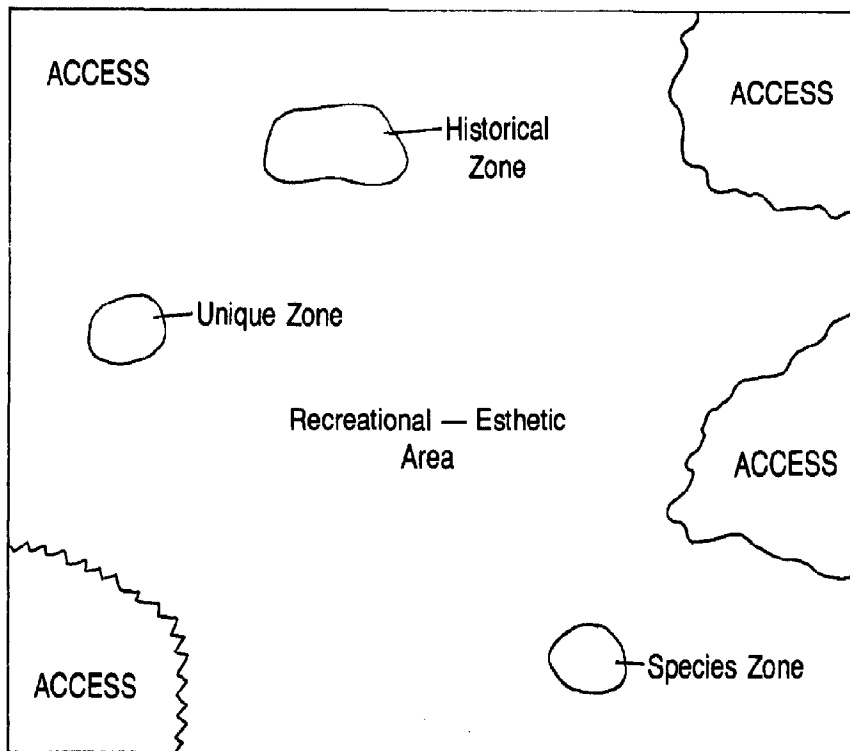 ACCESS
ACCESS
Historical
Zone
Unique Zone
Recreational — Esthetic
Area
ACCESS
Species Zone
ACCESS